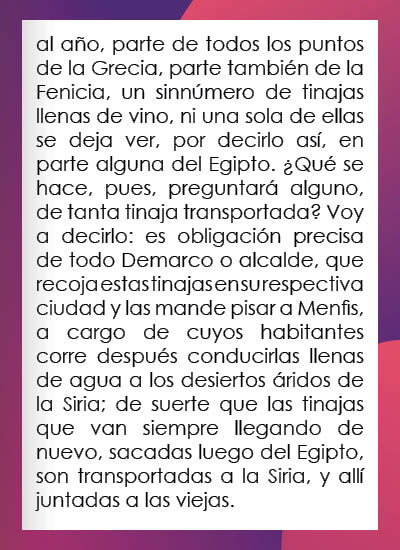 al año, parte de todos los puntos
de la Grecia, parte también de la
Fenicia, un sinnúmero de tinajas
llenas de vino, ni una sola de ellas
se deja ver, por decirlo así, en
parte alguna del Egipto. ¿Qué se
hace, pues, preguntará alguno,
de tanta tinaja transportada? Voy
a decirlo: es obligación precisa
de todo Demarco o alcalde, que
recoja estas tinajas en su respectiva
ciudad y las mande pisar a Menfis,
a cargo de cuyos habitantes
corre después conducirlas llenas
de agua a los desiertos áridos de
la Siria; de suerte que las tinajas
que van siempre llegando de
nuevo, sacadas luego del Egipto,
son transportadas a la Siria, y allí
juntadas a las viejas.